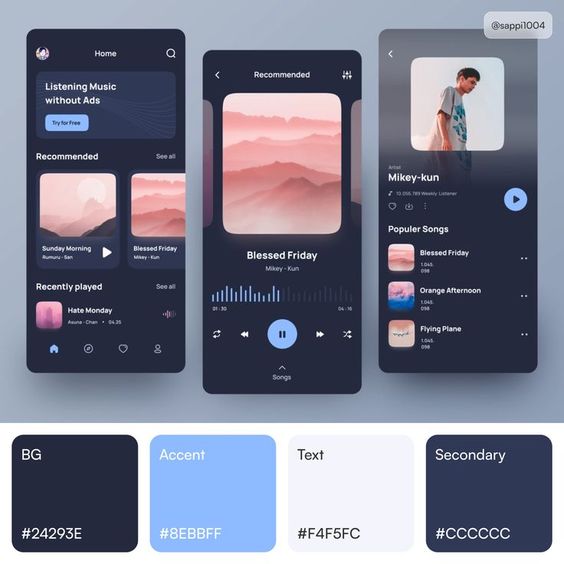 @sappi1004
Home
Listening Music
without Ads
Try for Free
Recommended
See all
Sunday Morning
Rumuru - San
Blessed Friday
Mikey - Kun
Recently played
See all
Hate Monday
Asuna - Chan • 04.25
Recommended
Blessed Friday
Mikey - Kun
01 : 30
04 : 16
Songs
Artist
Mikey-kun
10.055.789 Weekly Listener
Populer Songs
Blessed Friday
1.045.
098
Orange Afternoon
1.045.
098
Flying Plane
1.045.
098
BG
#24293E
Accent
#8EBBFF
Text
#F4F5FC
Secondary
#CCCCCC